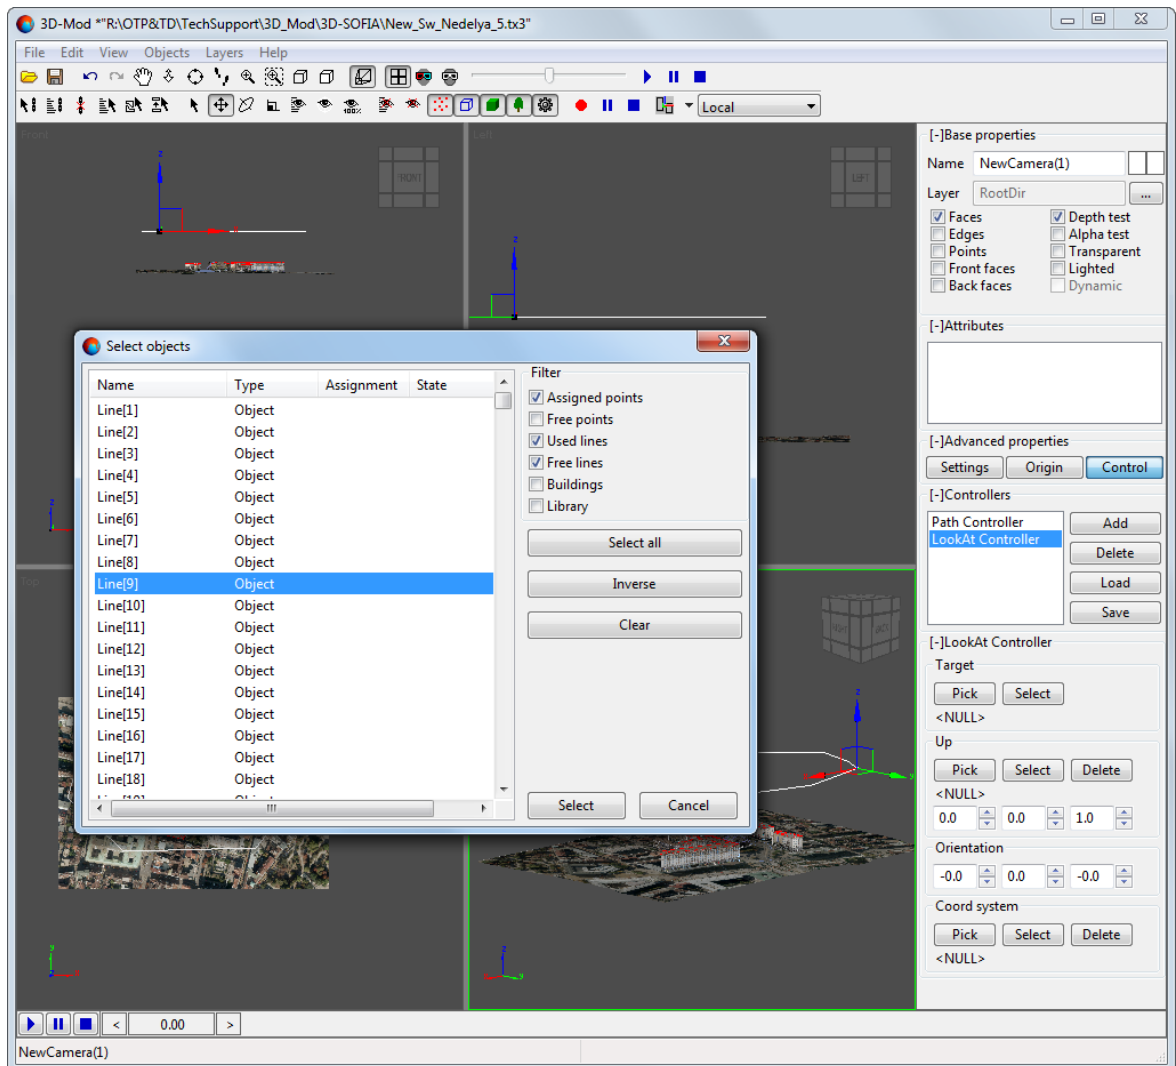 3D-Mod *"R:\OTP&TD\TechSupport\3D_Mod\3D-SOFIA\New_Sw_Nedelya_5.tx3"
File Edit View Objects Layers Help
100%
Local
Front
Left
z
x
FRONT
LEFT
z
[-]Base properties
Name NewCamera(1)
Layer RootDir ...
Faces Depth test
Edges Alpha test
Points Transparent
Front faces Lighted
Back faces Dynamic
[-]Attributes
[-]Advanced properties
Settings Origin Control
[-]Controllers
Path Controller
LookAt Controller
Add
Delete
Load
Save
[-]LookAt Controller
Target
Pick Select
<NULL>
Up
Pick Select Delete
<NULL>
0.0 0.0 1.0
Orientation
-0.0 0.0 -0.0
Coord system
Pick Select Delete
<NULL>
Select objects
Name Type Assignment State
Line[1] Object
Line[2] Object
Line[3] Object
Line[4] Object
Line[5] Object
Line[6] Object
Line[7] Object
Line[8] Object
Line[9] Object
Line[10] Object
Line[11] Object
Line[12] Object
Line[13] Object
Line[14] Object
Line[15] Object
Line[16] Object
Line[17] Object
Line[18] Object
Filter
Assigned points
Free points
Used lines
Free lines
Buildings
Library
Select all
Inverse
Clear
Select Cancel
z
Top
RIGHT BACK
z
x
y
y
x
z
x
y
< 0.00 >
NewCamera(1)